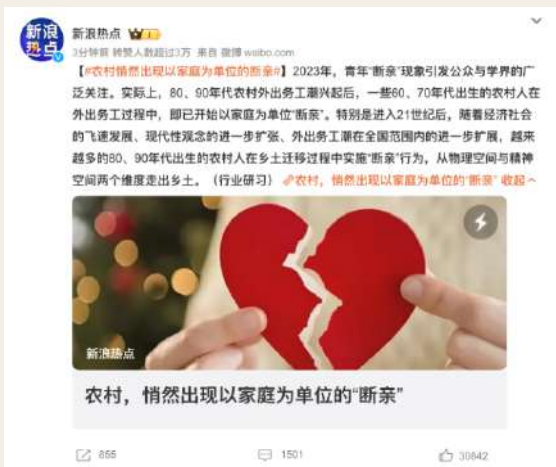 新浪热点
新浪热点
3分钟前 转赞人数超过3万 来自 微博 weibo.com
【#农村悄然出现以家庭为单位的断亲#】2023年，青年“断亲”现象引发公众与学界的广
泛关注。实际上，80、90年代农村外出务工潮兴起后，一些60、70年代出生的农村人在
外出务工过程中，即已开始以家庭为单位“断亲”。特别是进入21世纪后，随着经济社会
的飞速发展、现代性观念的进一步扩张、外出务工潮在全国范围内的进一步扩展，越来
越多的80、90年代出生的农村人在乡土迁移过程中实施“断亲”行为，从物理空间与精神
空间两个维度走出乡土。（行业研习） 农村，悄然出现以家庭为单位的“断亲” 收起
新浪热点
农村，悄然出现以家庭为单位的“断亲”
855
1501
30842